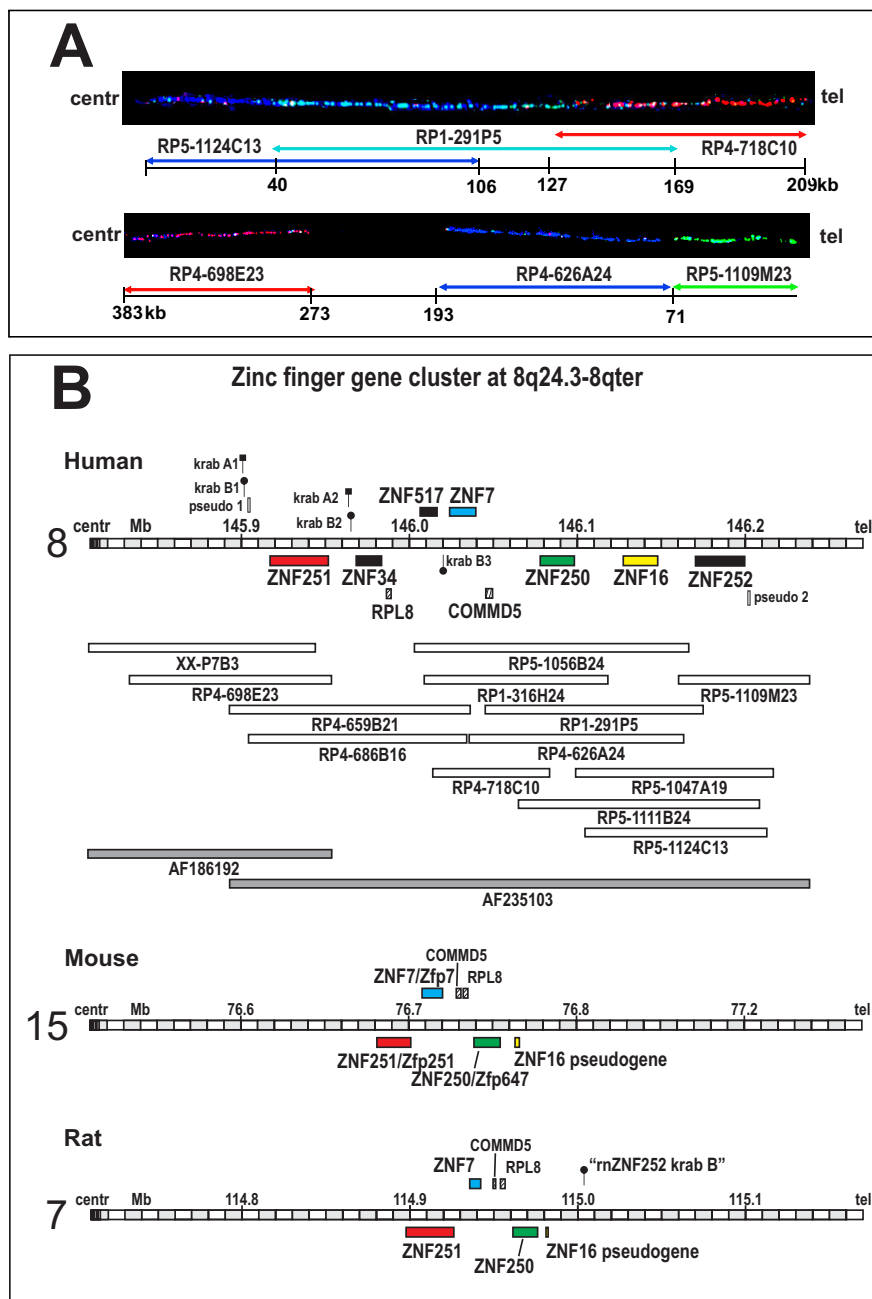 A
centr
tel
RP5-1124C13
RP1-291P5
RP4-718C10
40
106
127
169
209kb
centr
tel
RP4-698E23
RP4-626A24
RP5-1109M23
383kb
273
193
71
B
Zinc finger gene cluster at 8q24.3-8qter
Human
krab A1
krab B1
pseudo 1
krab A2
krab B2
ZNF517
ZNF7
8
centr
Mb
145.9
146.0
146.1
146.2
tel
ZNF251
ZNF34
krab B3
ZNF250
ZNF16
ZNF252
RPL8
COMMD5
pseudo 2
XX-P7B3
RP5-1056B24
RP4-698E23
RP1-316H24
RP5-1109M23
RP4-659B21
RP1-291P5
RP4-686B16
RP4-626A24
RP4-718C10
RP5-1047A19
RP5-1111B24
RP5-1124C13
AF186192
AF235103
Mouse
COMMD5
ZNF7/Zfp7
RPL8
15
centr
Mb
76.6
76.7
76.8
77.2
tel
ZNF251/Zfp251
ZNF250/Zfp647
ZNF16 pseudogene
Rat
COMMD5
ZNF7
RPL8
“rnZNF252 krab B”
7
centr
Mb
114.8
114.9
115.0
115.1
tel
ZNF251
ZNF250
ZNF16 pseudogene